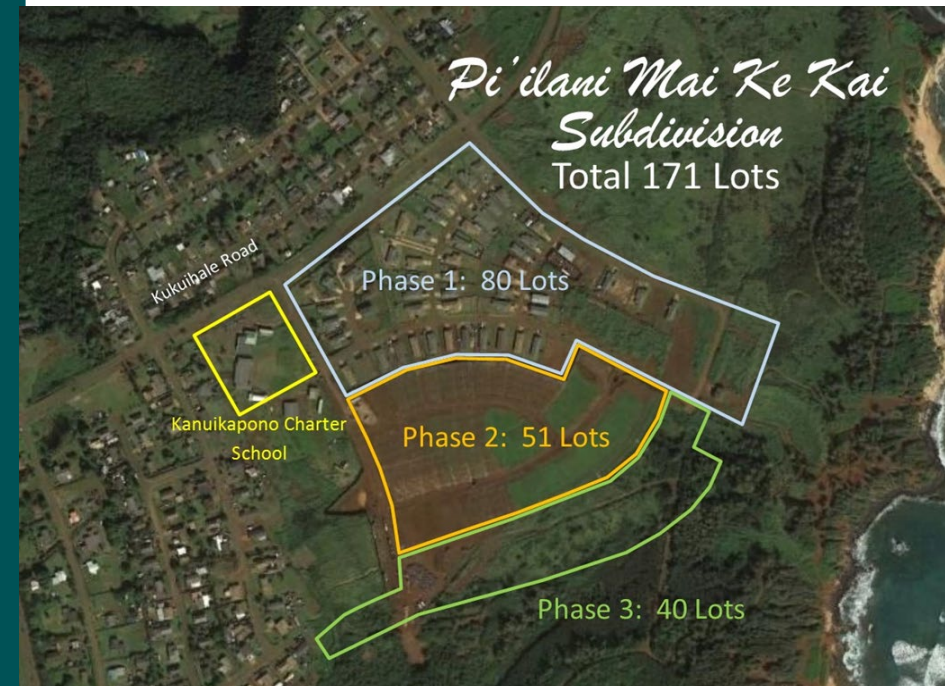 Pi'ilani Mai Ke Kai
Subdivision
Total 171 Lots
Kukuihale Road
Phase 1: 80 Lots
Kanuikapono Charter
School
Phase 2: 51 Lots
Phase 3: 40 Lots